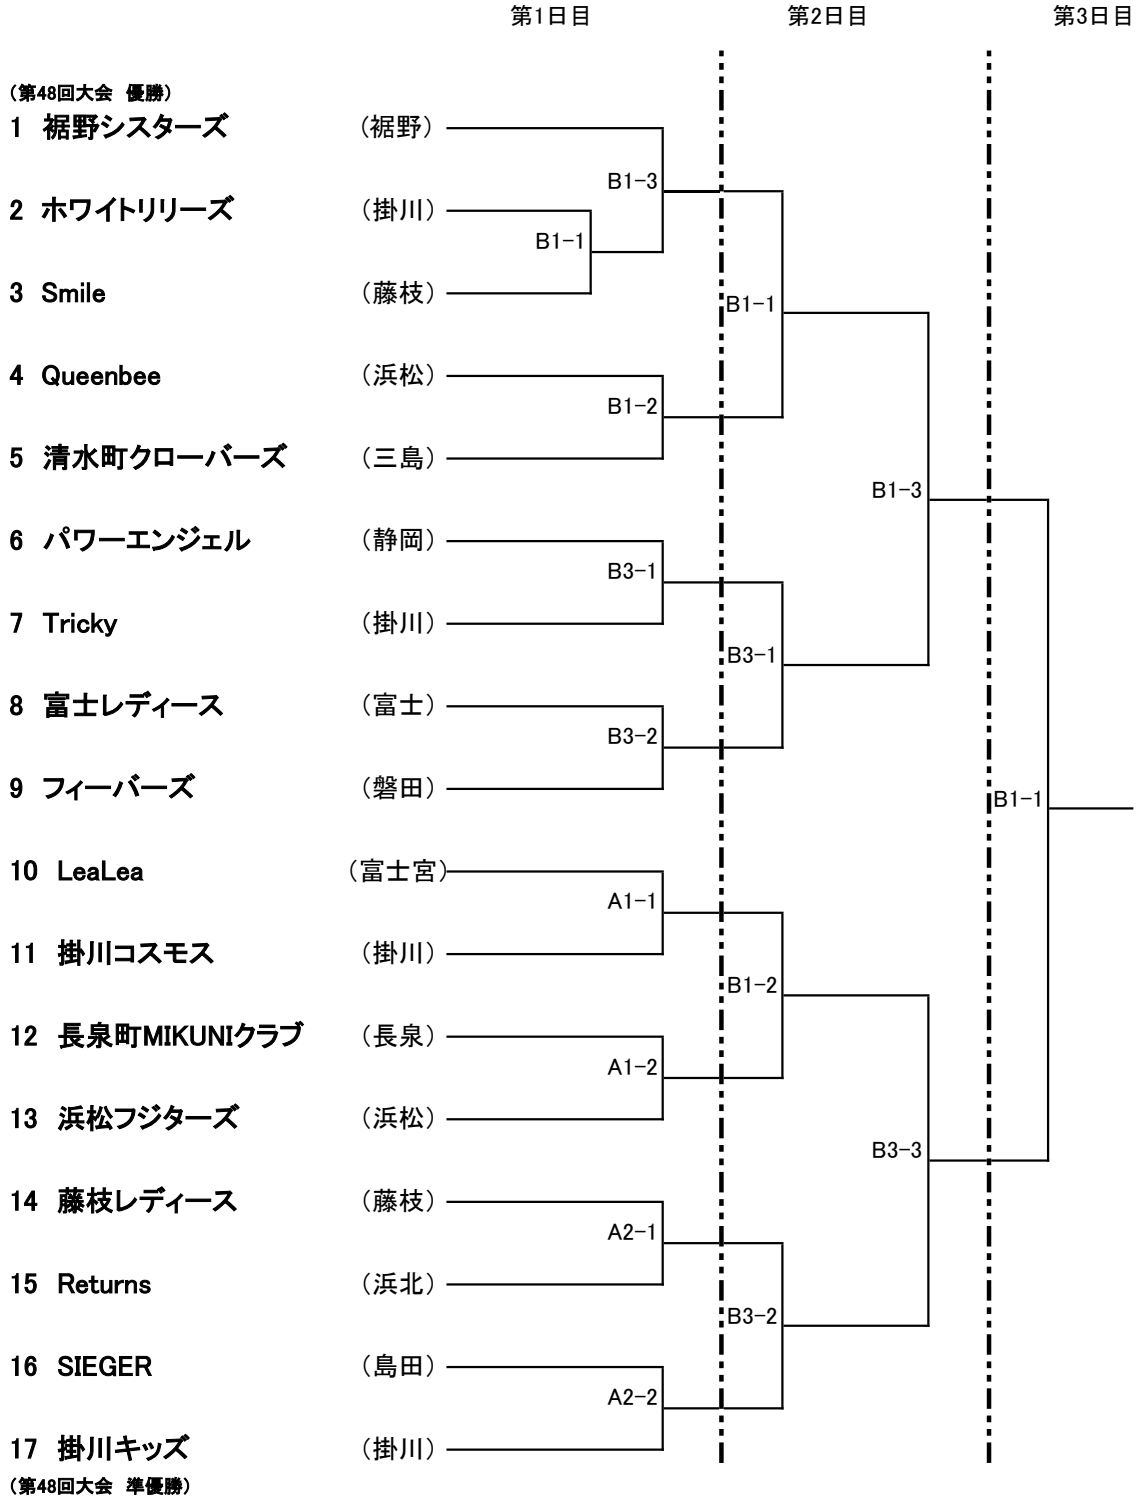 第1日目 第2日目 第3日目
（第48回大会 優勝）
1 裾野シスターズ （裾野）
B1-3
2 ホワイトリリーズ （掛川）
B1-1
3 Smile （藤枝）
B1-1
4 Queenbee （浜松）
B1-2
5 清水町クローバーズ （三島）
B1-3
6 パワーエンジェル （静岡）
B3-1
7 Tricky （掛川）
B3-1
8 富士レディース （富士）
B3-2
9 フィーバーズ （磐田）
B1-1
10 LeaLea （富士宮）
A1-1
11 掛川コスモス （掛川）
B1-2
12 長泉町MIKUNIクラブ （長泉）
A1-2
13 浜松フジターズ （浜松）
B3-3
14 藤枝レディース （藤枝）
A2-1
15 Returns （浜北）
B3-2
16 SIEGER （島田）
A2-2
17 掛川キッズ （掛川）
（第48回大会 準優勝）